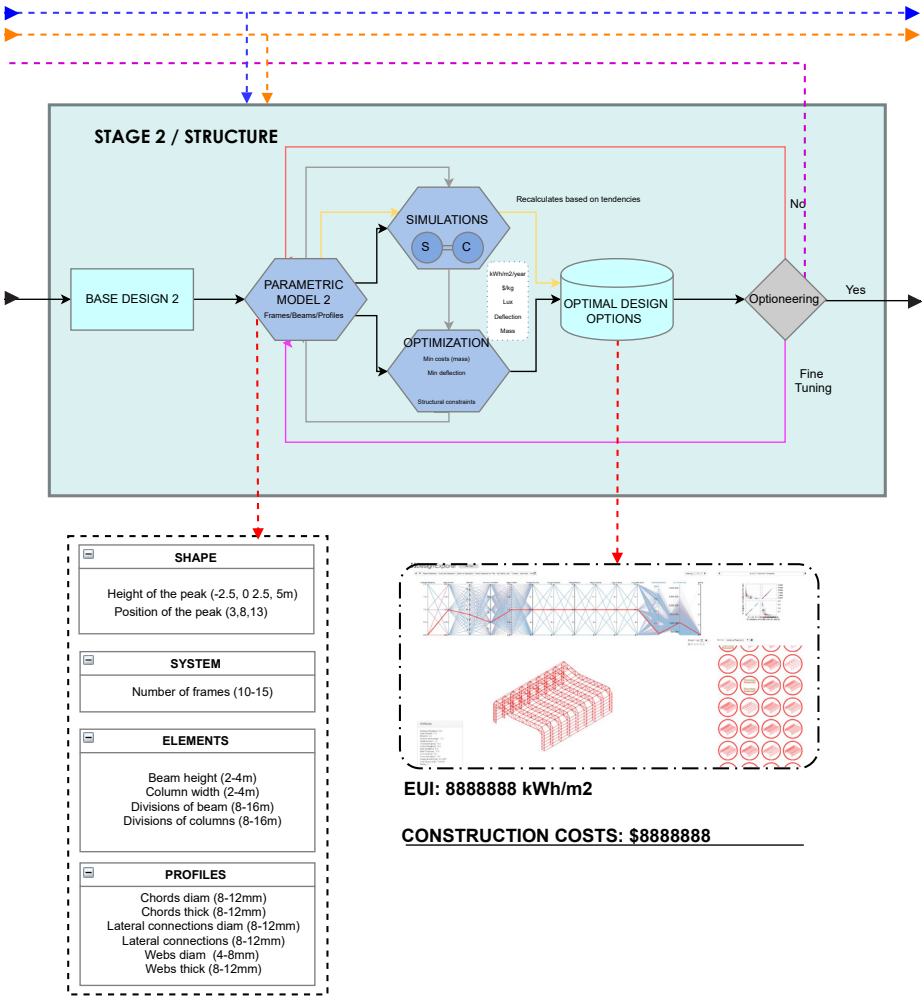 STAGE 2 / STRUCTURE
Recalculates based on tendencies
No
SIMULATIONS
S
C
BASE DESIGN 2
PARAMETRIC
MODEL 2
Frames/Beams/Profiles
kWh/m2/year
$/kg
Lux
Deflection
Mass
OPTIMAL DESIGN
OPTIONS
Optioneering
Yes
OPTIMIZATION
Min costs (mass)
Min deflection
Structural constraints
Fine
Tuning
SHAPE
Height of the peak (-2.5, 0 2.5, 5m)
Position of the peak (3,8,13)
SYSTEM
Number of frames (10-15)
ELEMENTS
Beam height (2-4m)
Column width (2-4m)
Divisions of beam (8-16m)
Divisions of columns (8-16m)
PROFILES
Chords diam (8-12mm)
Chords thick (8-12mm)
Lateral connections diam (8-12mm)
Lateral connections (8-12mm)
Webs diam (4-8mm)
Webs thick (8-12mm)
EUI: 8888888 kWh/m2
CONSTRUCTION COSTS: $8888888